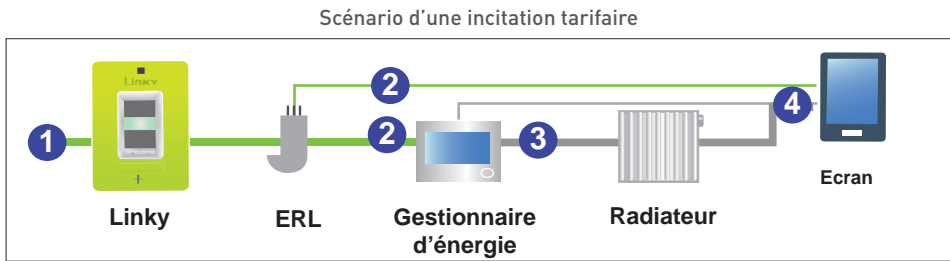 Scénario d'une incitation tarifaire
Linky
2
4
1
2
3
Ecran
Linky
ERL
Gestionnaire
d'énergie
Radiateur